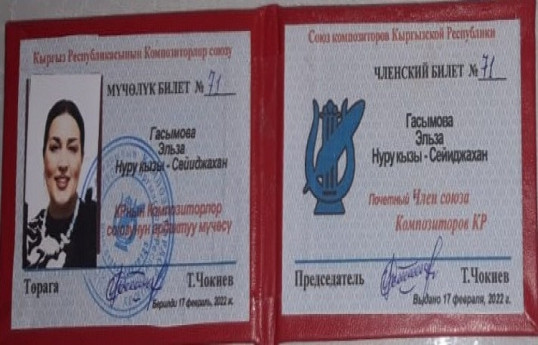 Кыргыз Республикасынын Композиторлор союзу
МҮЧӨЛҮК БИЛЕТ № 71
Гасымова
Эльза
Нуру кызы - Сейиджахан
КРнын Композиторлор
союзунун ардактуу мүчөсү
Төрага Т.Чокиев
Берилди 17 февраль, 2022 ж.
Союз композиторов Кыргызской Республики
ЧЛЕНСКИЙ БИЛЕТ № 71
Гасымова
Эльза
Нуру кызы - Сейиджахан
Почетный Член союза
Композиторов КР
Председатель Т.Чокиев
Выдано 17 февраля, 2022 г.